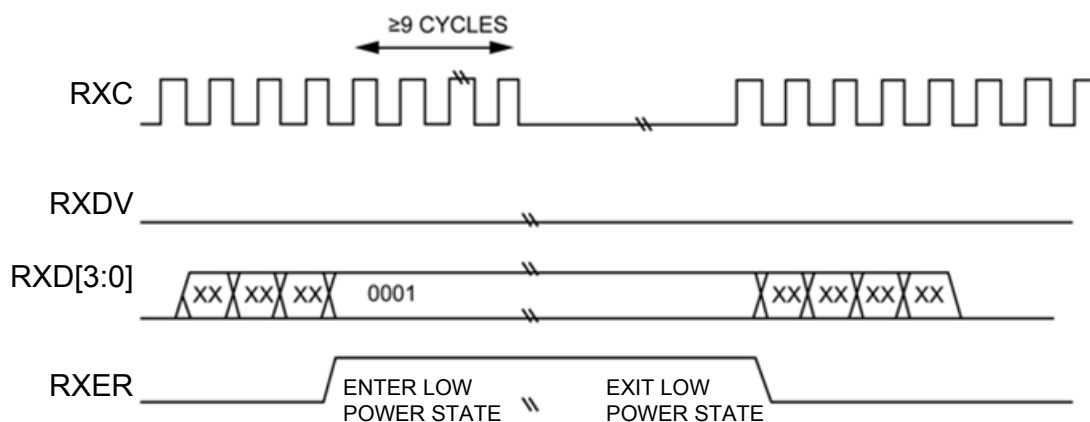 ≥9 CYCLES
RXC
RXDV
RXD[3:0]
XX XX XX 0001 XX XX XX XX
RXER
ENTER LOW
POWER STATE
EXIT LOW
POWER STATE